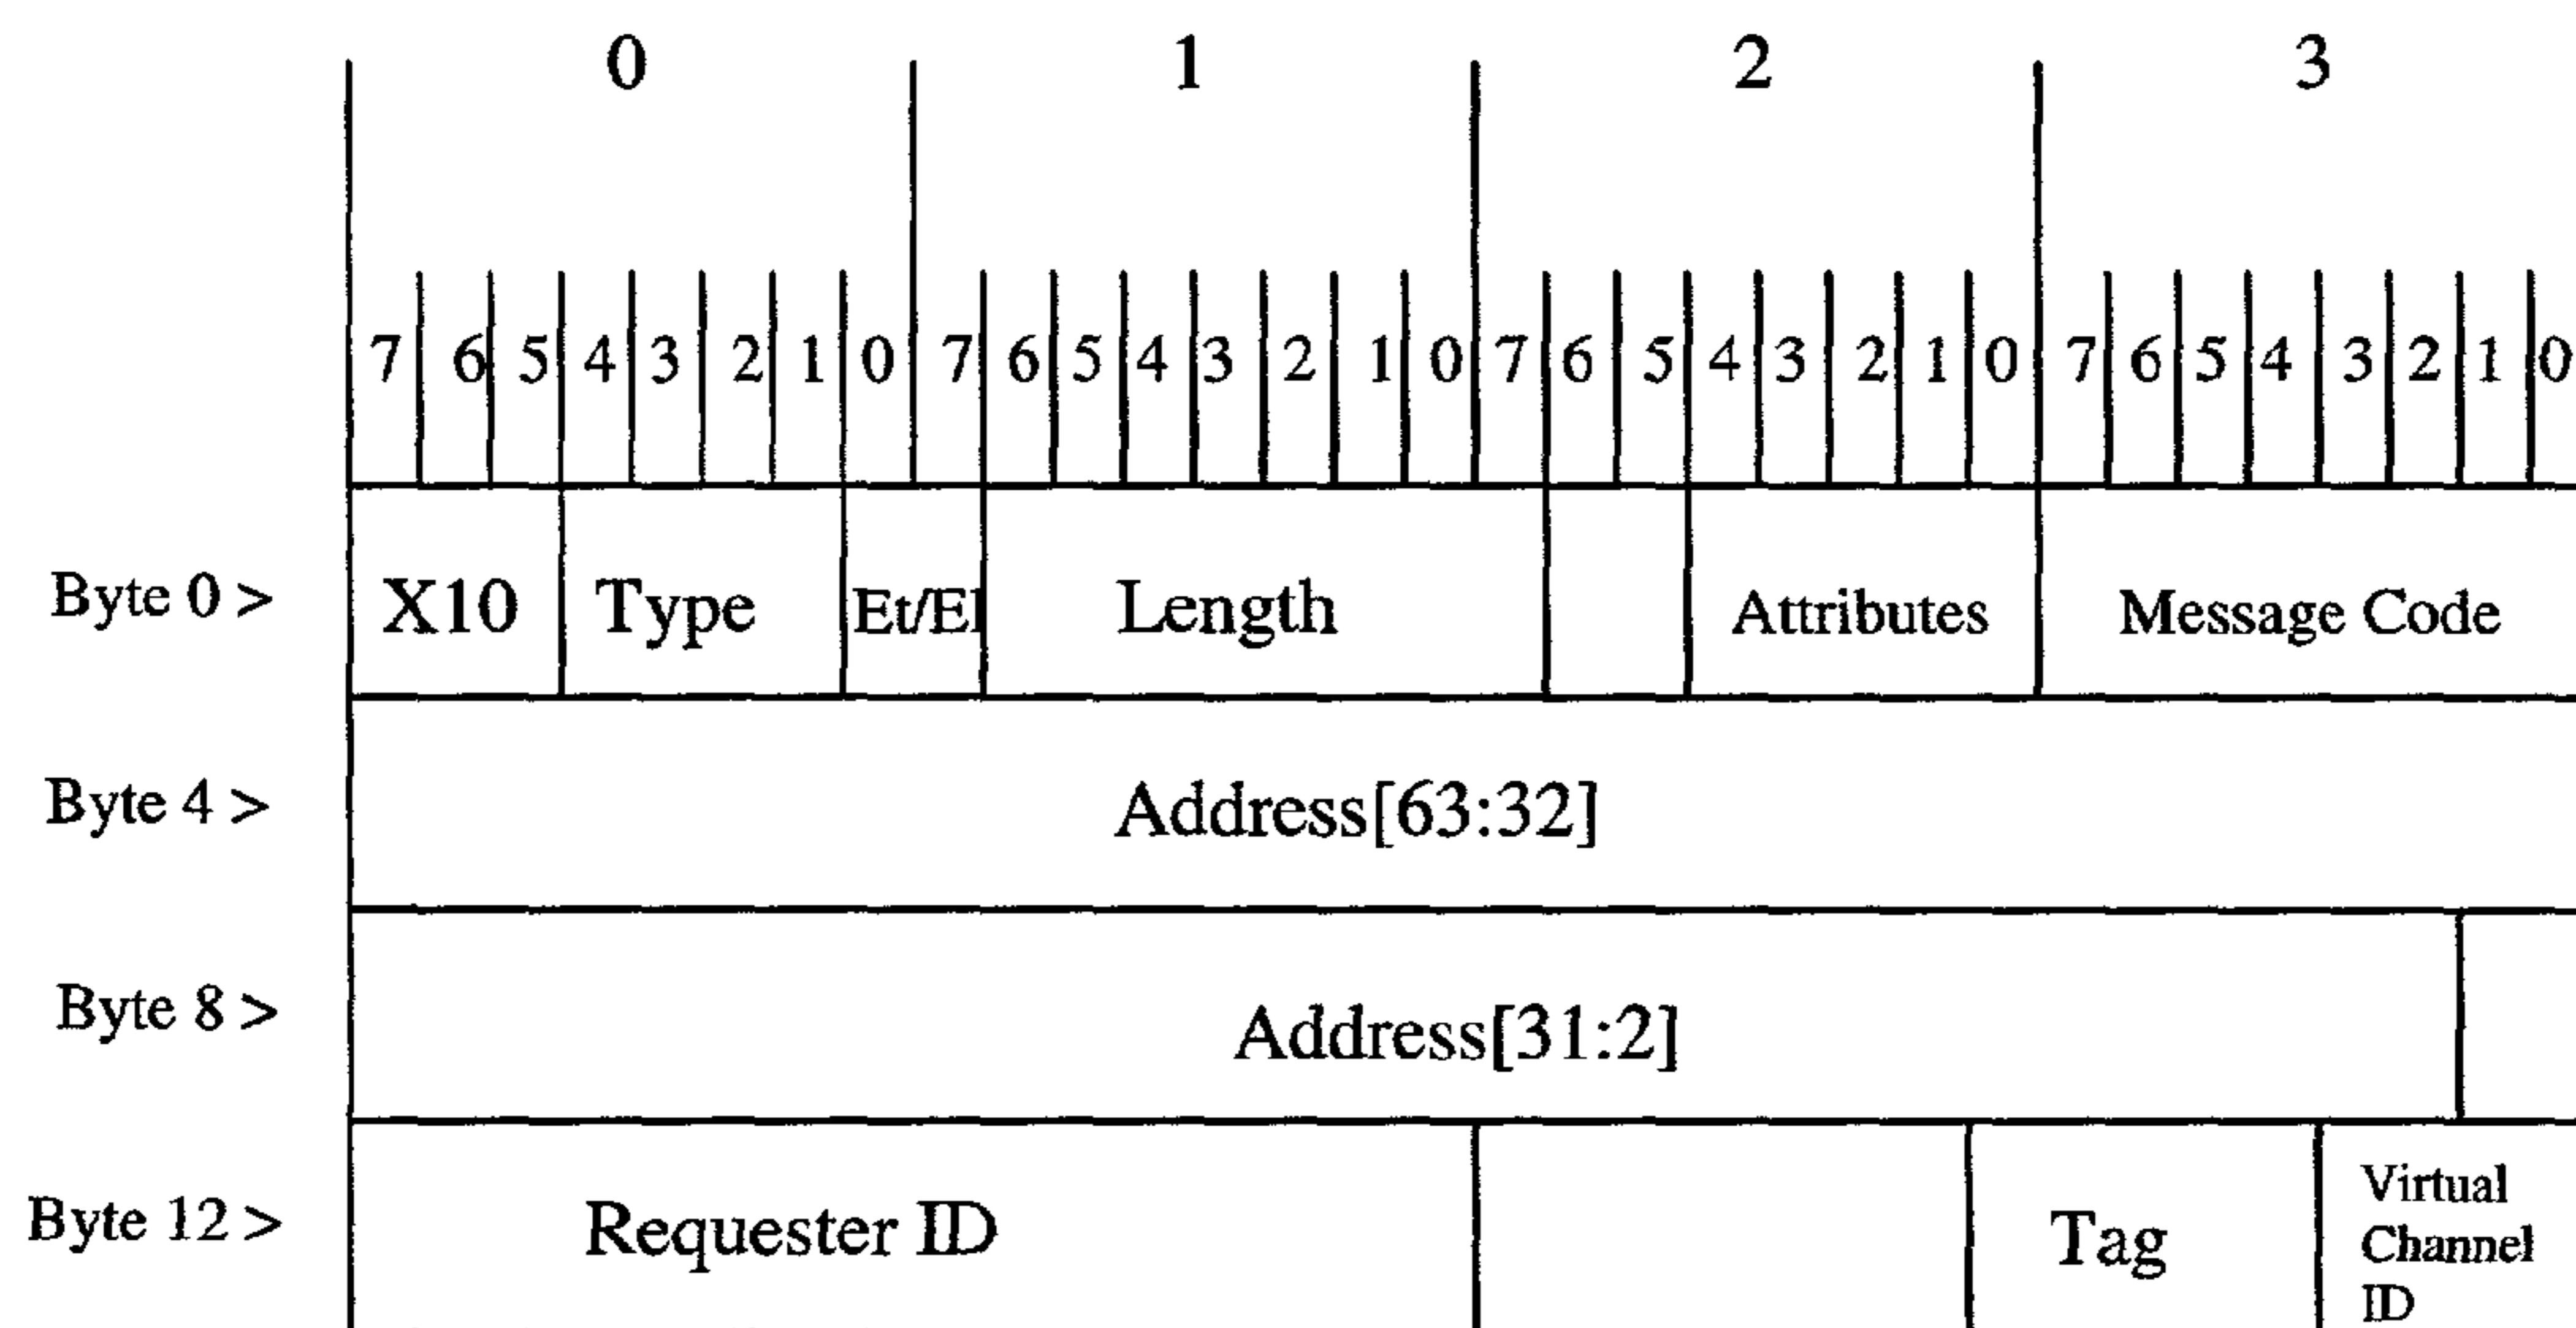 0 1 2 3
7 6 5 4 3 2 1 0 7 6 5 4 3 2 1 0 7 6 5 4 3 2 1 0 7 6 5 4 3 2 1 0
Byte 0 > X10 Type Et/El Length Attributes Message Code
Byte 4 > Address[63:32]
Byte 8 > Address[31:2]
Byte 12 > Requester ID Tag Virtual
Channel
ID